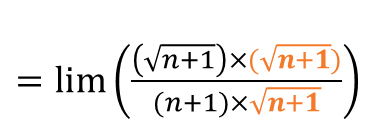 = lim ( (√n+1)×(√n+1) / (n+1)×√n+1 )